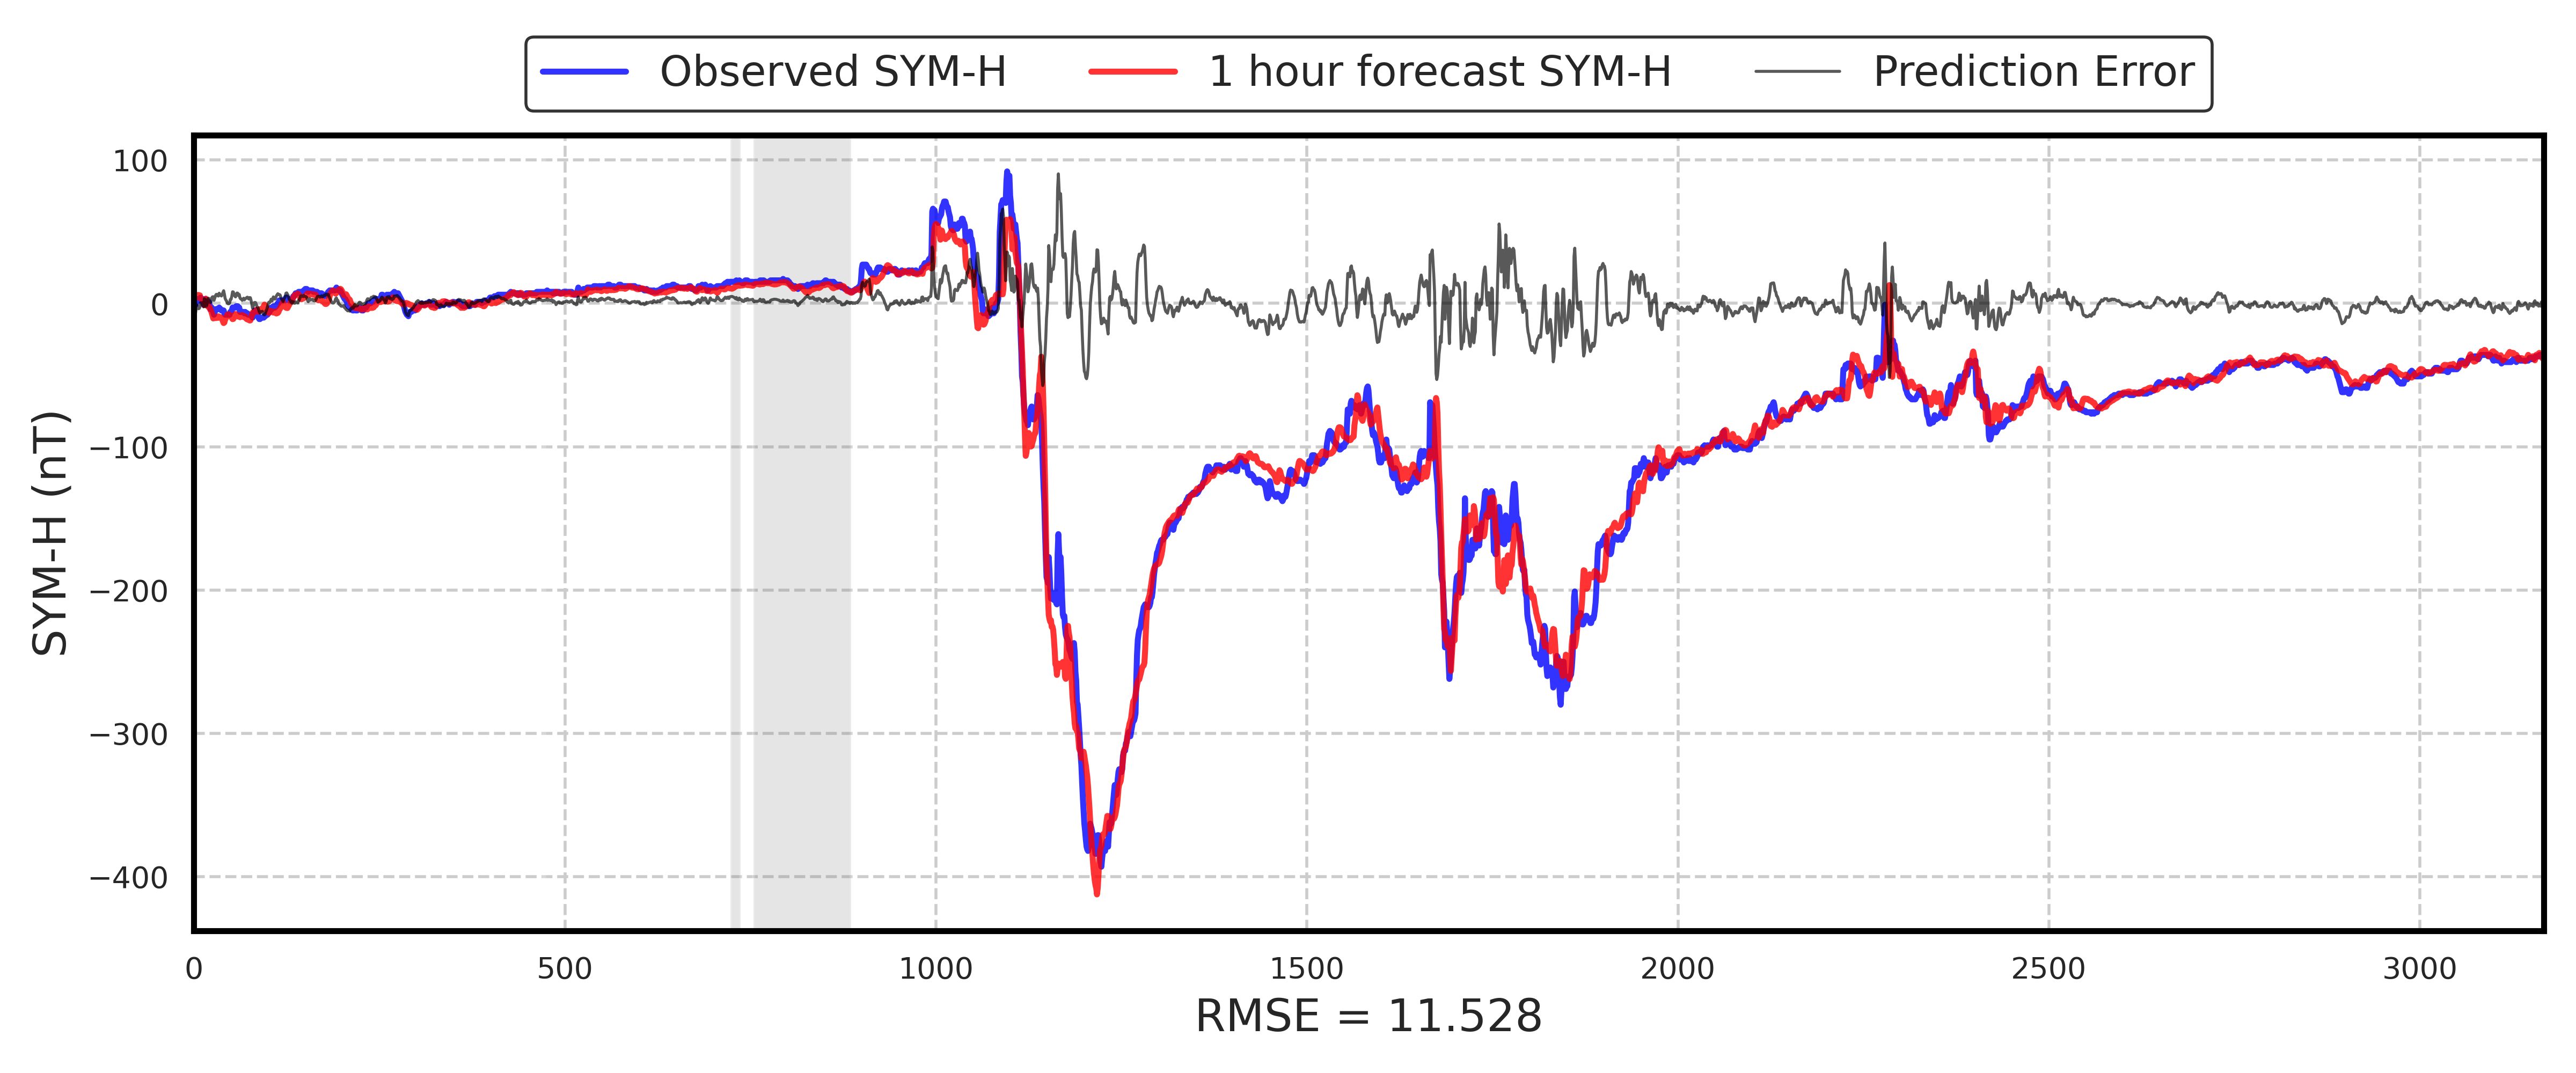 Observed SYM-H 1 hour forecast SYM-H Prediction Error
SYM-H (nT)
100
0
−100
−200
−300
−400
0 500 1000 1500 2000 2500 3000
RMSE = 11.528